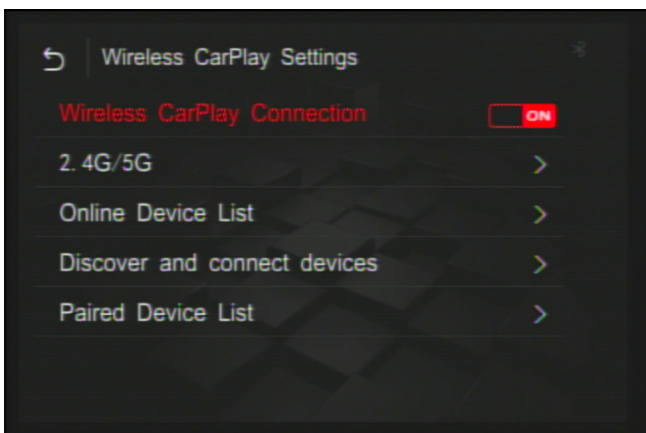 Wireless CarPlay Settings
Wireless CarPlay Connection ON
2.4G/5G
Online Device List
Discover and connect devices
Paired Device List